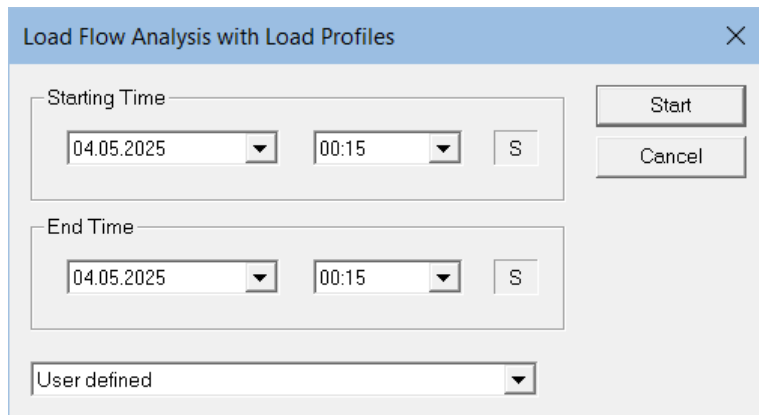 Load Flow Analysis with Load Profiles
Starting Time
04.05.2025 00:15 S
Start
Cancel
End Time
04.05.2025 00:15 S
User defined